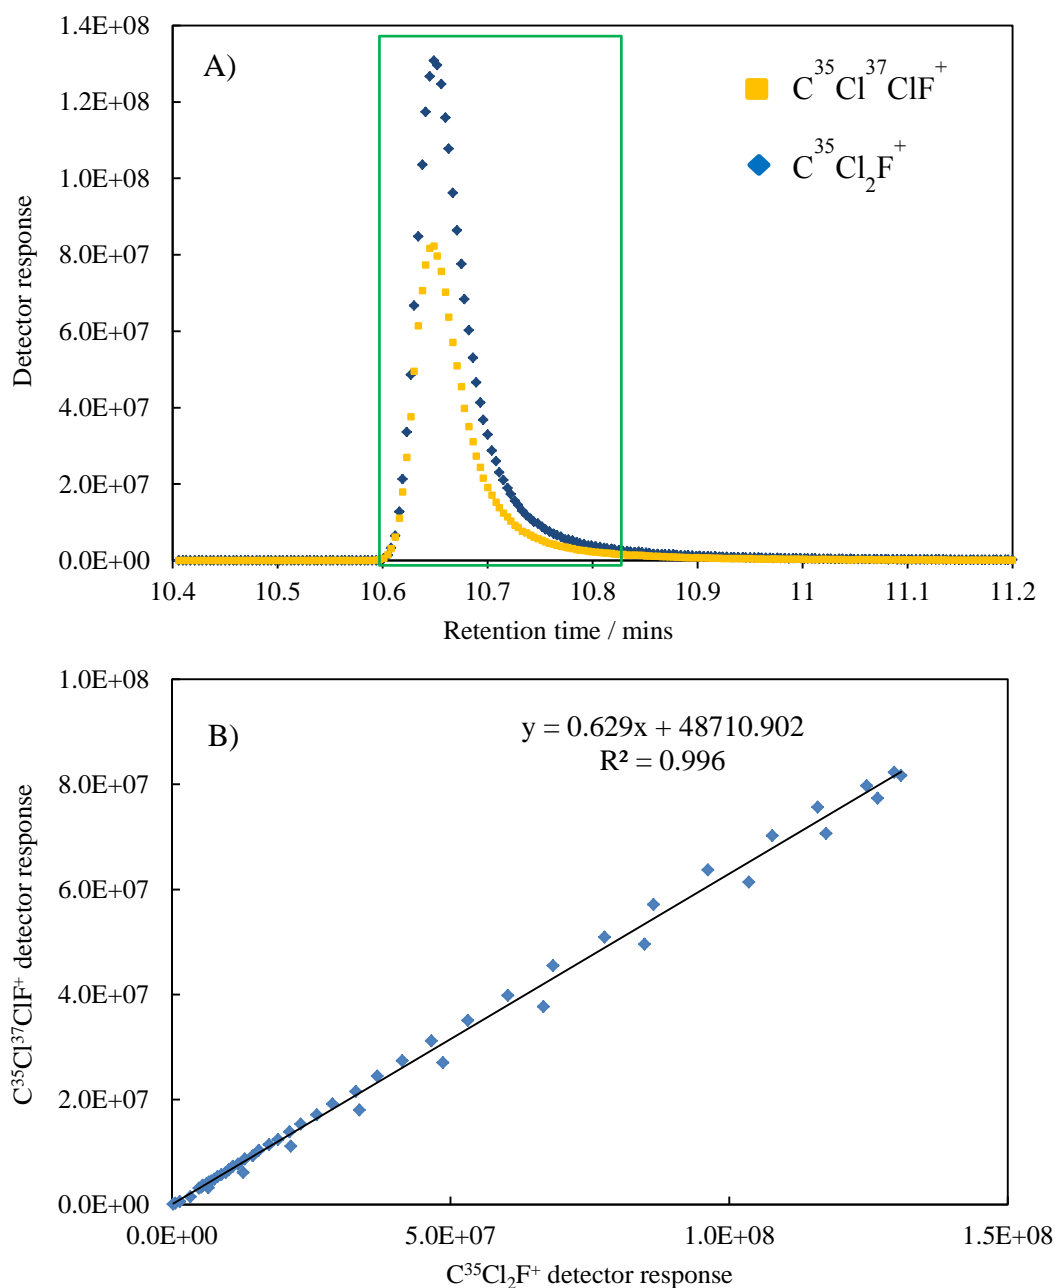 A)
C³⁵Cl³⁷ClF⁺
C³⁵Cl₂F⁺
1.4E+08
1.2E+08
1.0E+08
8.0E+07
6.0E+07
4.0E+07
2.0E+07
0.0E+00
Detector response
10.4 10.5 10.6 10.7 10.8 10.9 11 11.1 11.2
Retention time / mins
B)
y = 0.629x + 48710.902
R² = 0.996
1.0E+08
8.0E+07
6.0E+07
4.0E+07
2.0E+07
0.0E+00
C³⁵Cl³⁷ClF⁺ detector response
0.0E+00 5.0E+07 1.0E+08 1.5E+08
C³⁵Cl₂F⁺ detector response